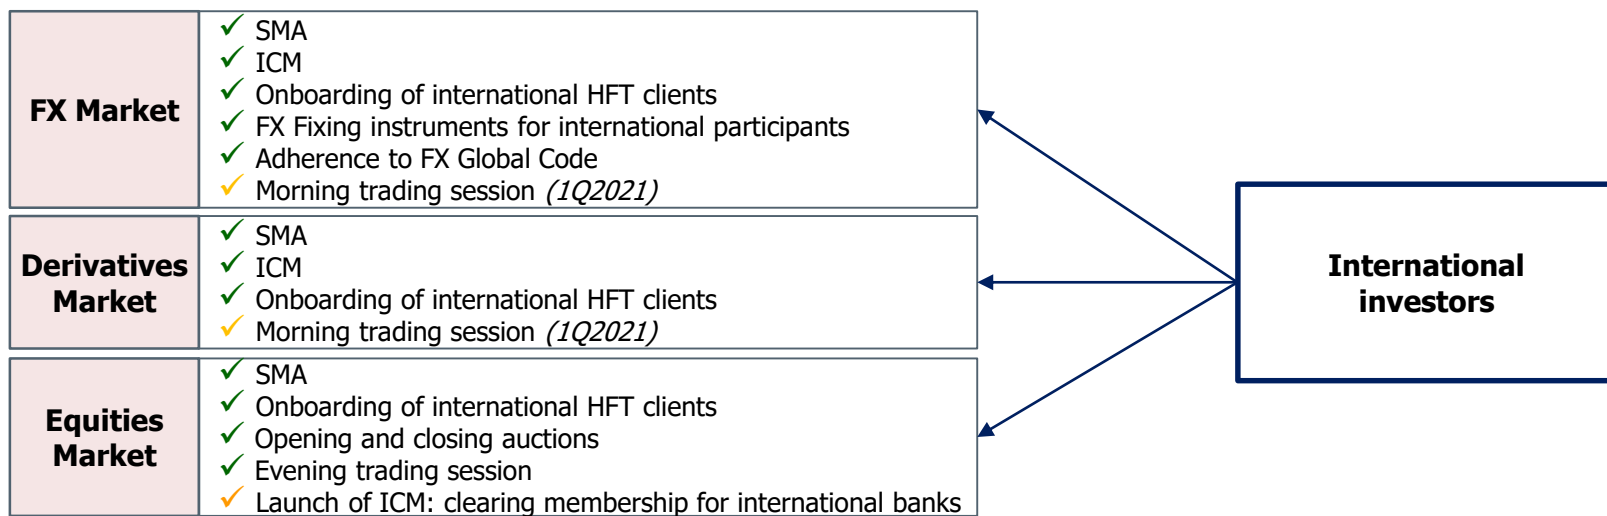 FX Market
SMA
ICM
Onboarding of international HFT clients
FX Fixing instruments for international participants
Adherence to FX Global Code
Morning trading session (1Q2021)
Derivatives
Market
SMA
ICM
Onboarding of international HFT clients
Morning trading session (1Q2021)
Equities
Market
SMA
Onboarding of international HFT clients
Opening and closing auctions
Evening trading session
Launch of ICM: clearing membership for international banks
International
investors